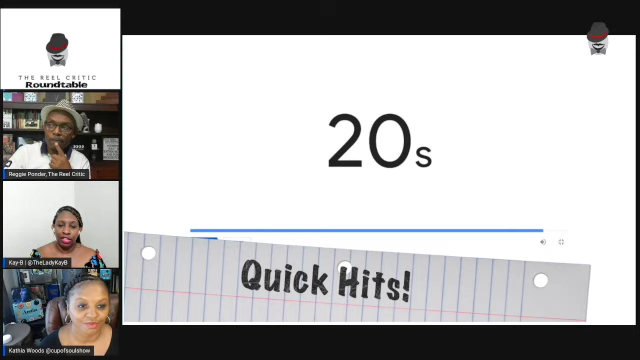 THE REEL CRITIC
Roundtable
Reggie Ponder, The Reel Critic
Kay-B | @TheLadyKayB
Kathia Woods @cupofsoulshow
20s
Quick Hits!